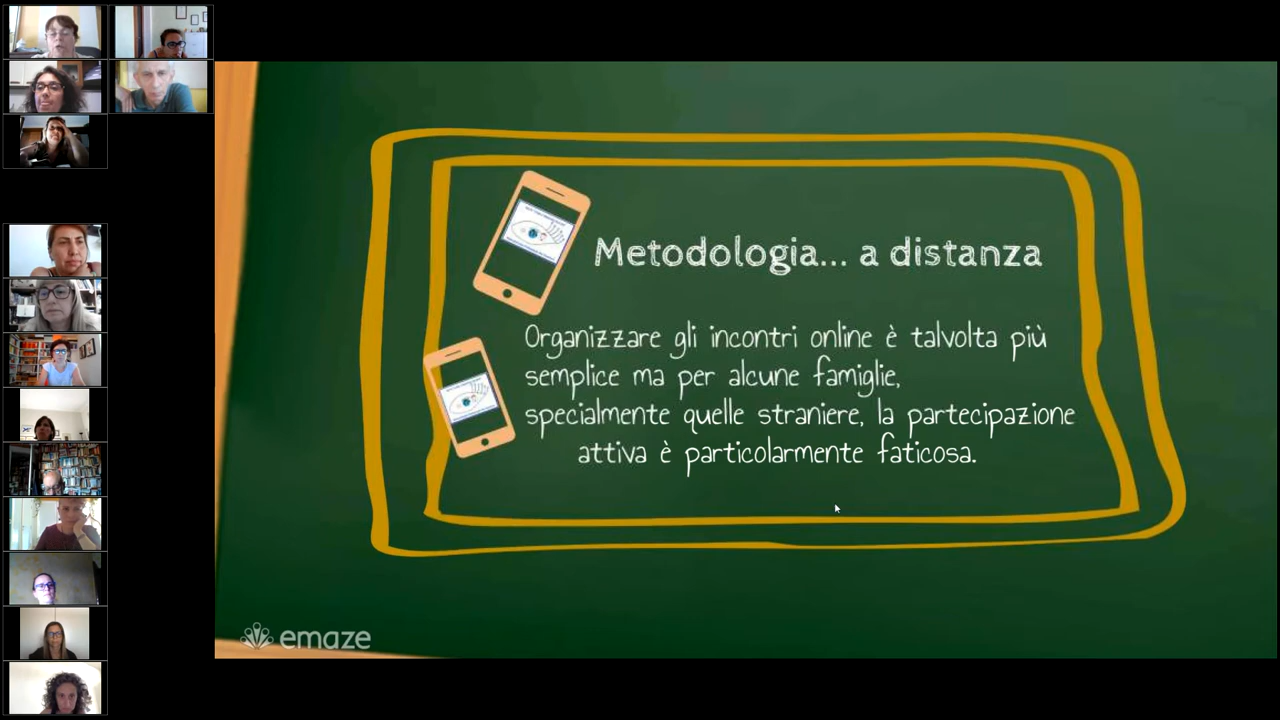 Metodologia... a distanza
Organizzare gli incontri online è talvolta più
semplice ma per alcune famiglie,
specialmente quelle straniere, la partecipazione
attiva è particolarmente faticosa.
emaze